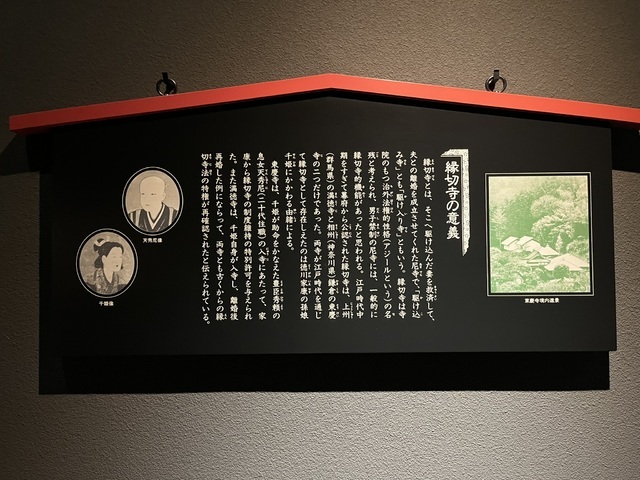 縁切寺の意義
縁切寺とは、そこへ駆け込んだ妻を救済して、
夫との離婚を成立させてくれた尼寺で、「駆け込
み寺」とも「駆け入り寺」ともいう。縁切寺は寺
院のもつ治外法権的性格(アジールという)の名
残と考えられ、男子禁制の尼寺には、一般的に
縁切寺的機能があったと思われる。江戸時代中
期をすぎて幕府から公認された縁切寺は、上州
(群馬県)の満徳寺と相州(神奈川県)鎌倉の東慶
寺の二つだけであった。両寺が江戸時代を通じ
て縁切寺として存在えたのは徳川家康の孫娘
千姫にかかわる由緒による。
東慶寺は、千姫が助命をかなえた豊臣秀頼の
息女天秀尼(二十代住職)の入寺にあたって、家
康から縁切寺の制度維持の特別許可を与えられ
た。また満徳寺は、千姫自身が入寺し、離婚後
再婚した例にならって、両寺とも古くからの縁
切寺法の特権が再確認されたと伝えられている。
東慶寺境内遠景
天秀尼像
千姫像